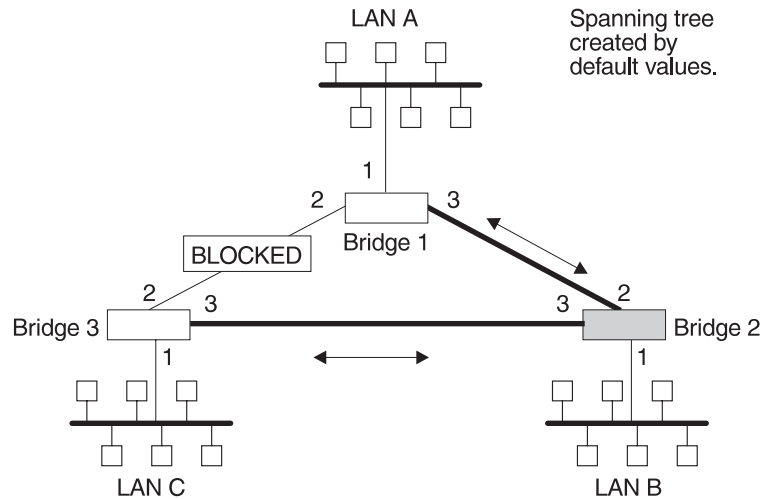 LAN A
Spanning tree
created by
default values.
1
2
3
Bridge 1
BLOCKED
2
3
3
2
Bridge 3
Bridge 2
1
1
LAN C
LAN B